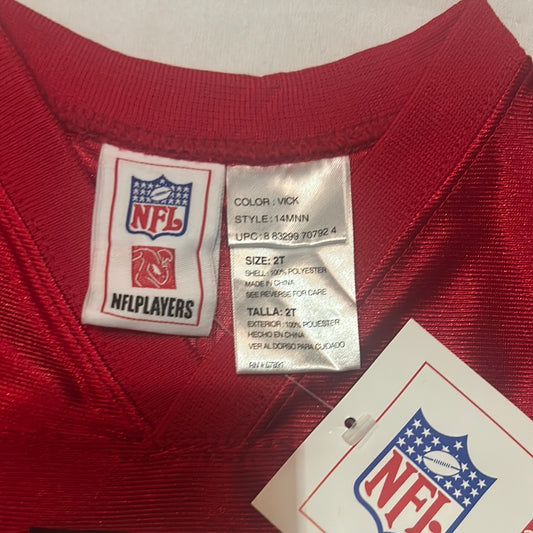 NFL
NFLPLAYERS
COLOR : VICK
STYLE : 14MNN
UPC : 8 83299 70792 4
SIZE: 2T
SHELL: 100% POLYESTER
MADE IN CHINA
SEE REVERSE FOR CARE
TALLA: 2T
EXTERIOR: 100% POLIESTER
HECHO EN CHINA
VER AL DORSO PARA CUIDADO
NFL